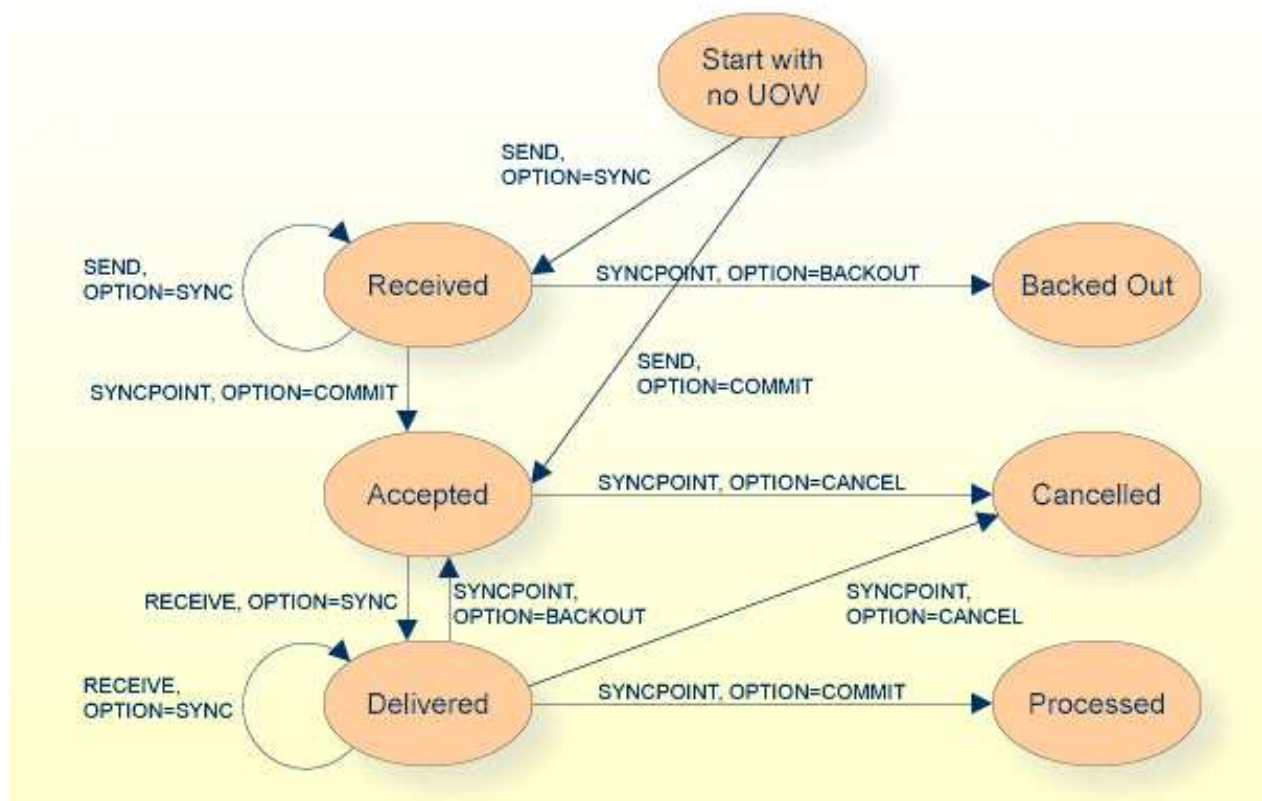 Start with
no UOW
SEND,
OPTION=SYNC
SEND,
OPTION=SYNC
Received
SYNCPOINT, OPTION=BACKOUT
Backed Out
SEND,
OPTION=COMMIT
SYNCPOINT, OPTION=COMMIT
Accepted
SYNCPOINT, OPTION=CANCEL
Cancelled
RECEIVE, OPTION=SYNC
SYNCPOINT,
OPTION=BACKOUT
SYNCPOINT,
OPTION=CANCEL
RECEIVE,
OPTION=SYNC
Delivered
SYNCPOINT, OPTION=COMMIT
Processed